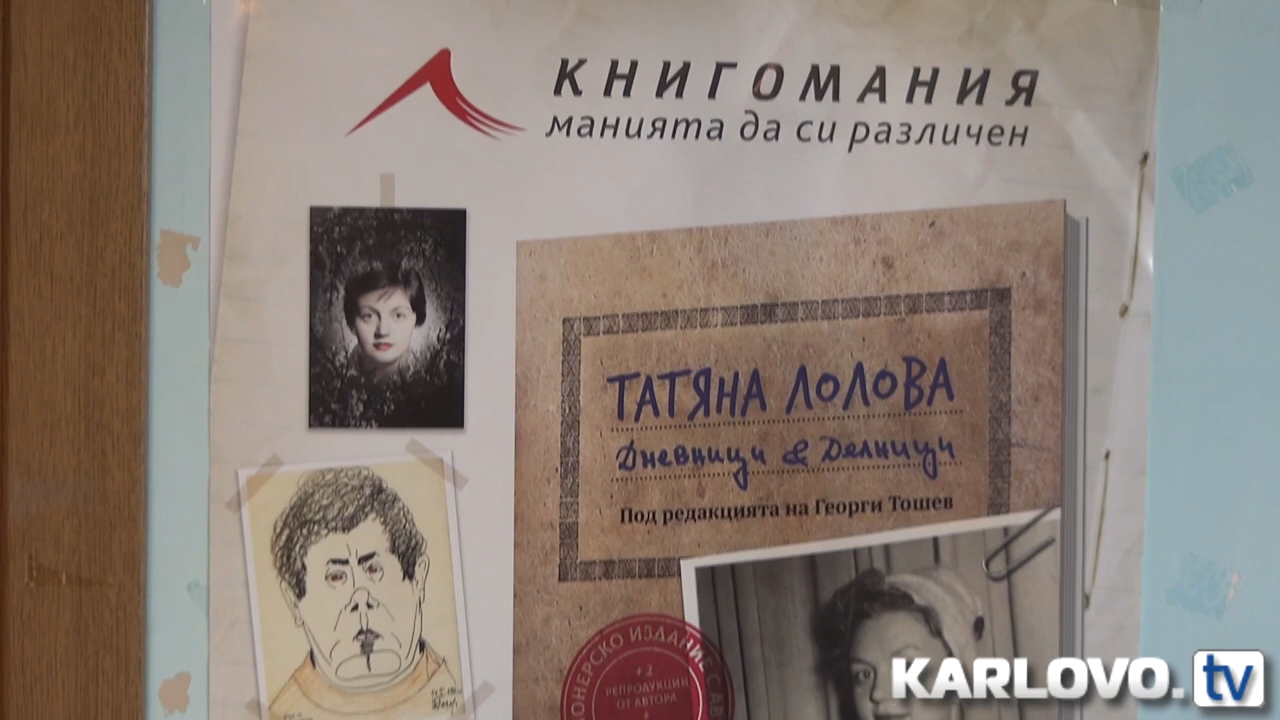 КНИГОМАНИЯ
манията да си различен
ТАТЯНА ЛОЛОВА
Дневници & Делници
Под редакцията на Георги Тошев
ИЗДАНИЕ
+ 2
РЕПРОДУКЦИИ
ОТ АВТОРА
+
KARLOVO.tv